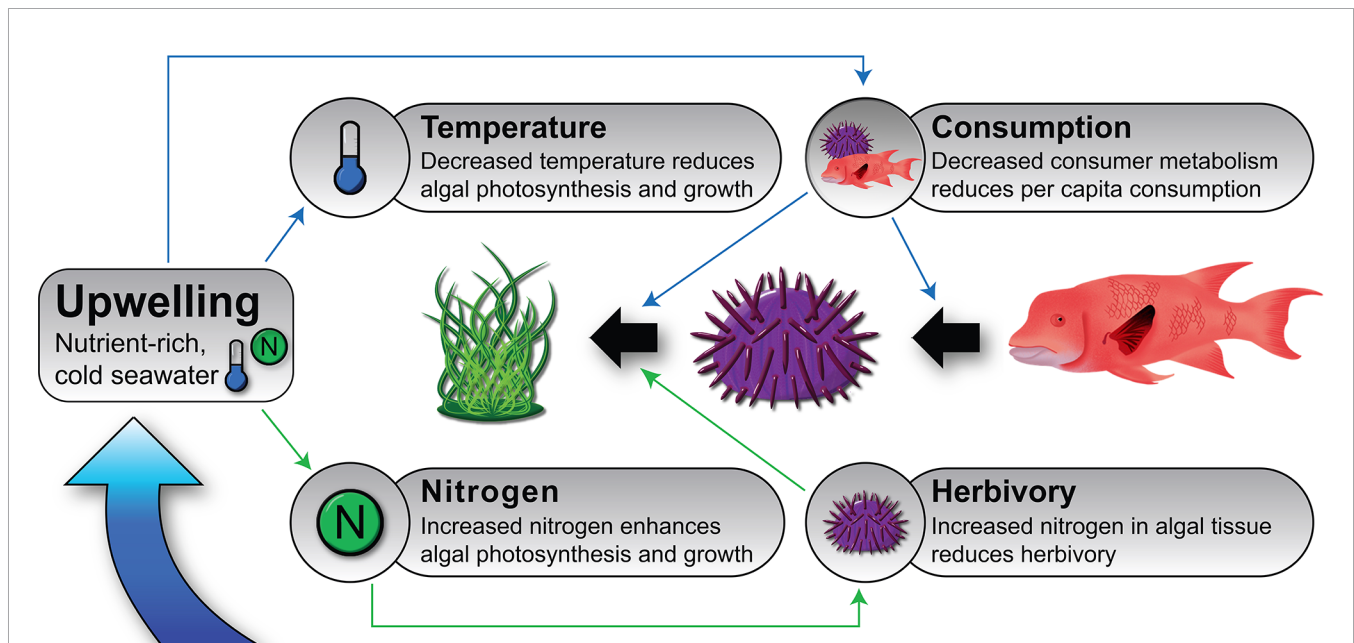 Temperature
Decreased temperature reduces
algal photosynthesis and growth
Consumption
Decreased consumer metabolism
reduces per capita consumption
Upwelling
Nutrient-rich,
cold seawater
N
Nitrogen
Increased nitrogen enhances
algal photosynthesis and growth
N
Herbivory
Increased nitrogen in algal tissue
reduces herbivory